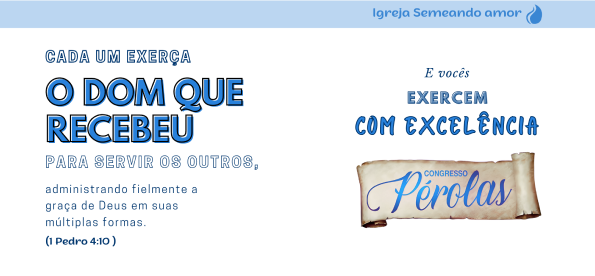 Igreja Semeando amor
CADA UM EXERÇA
O DOM QUE
RECEBEU
PARA SERVIR OS OUTROS,
administrando fielmente a
graça de Deus em suas
múltiplas formas.
(1 Pedro 4:10 )
E vocês
EXERCEM
COM EXCELÊNCIA
CONGRESSO
Pérolas